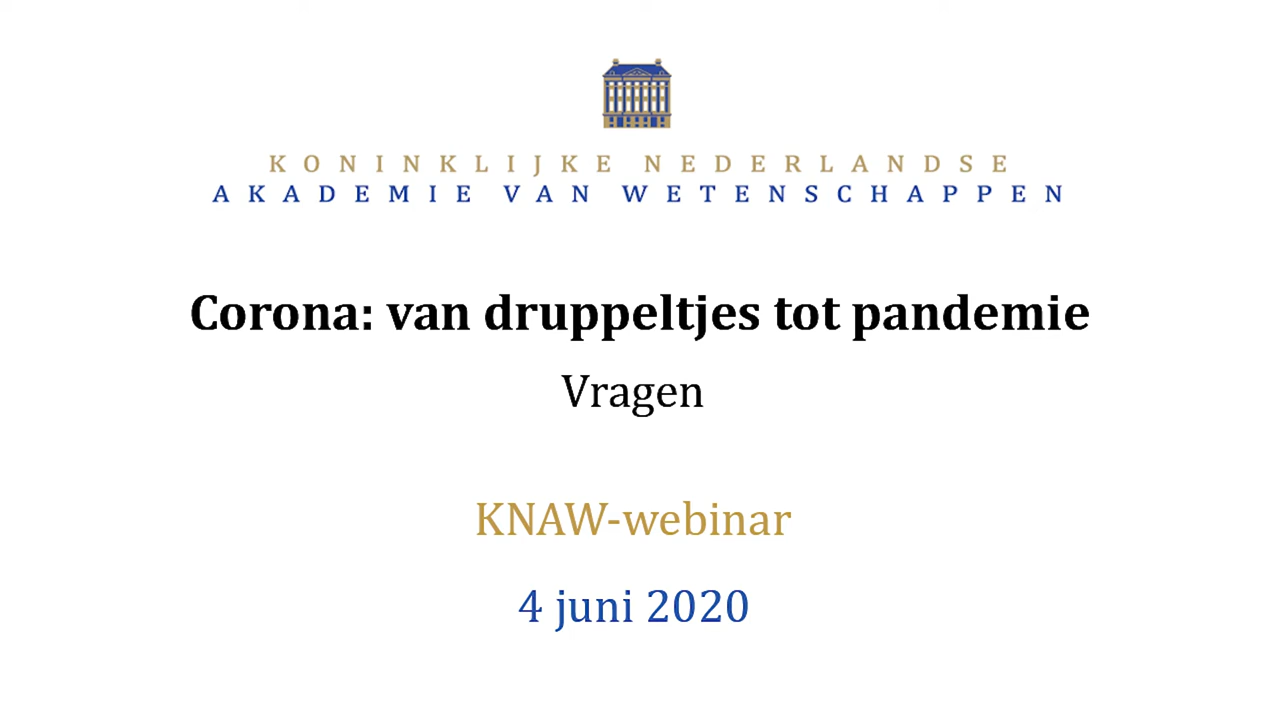 KONINKLIJKE NEDERLANDSE
AKADEMIE VAN WETENSCHAPPEN
Corona: van druppeltjes tot pandemie
Vragen
KNAW-webinar
4 juni 2020